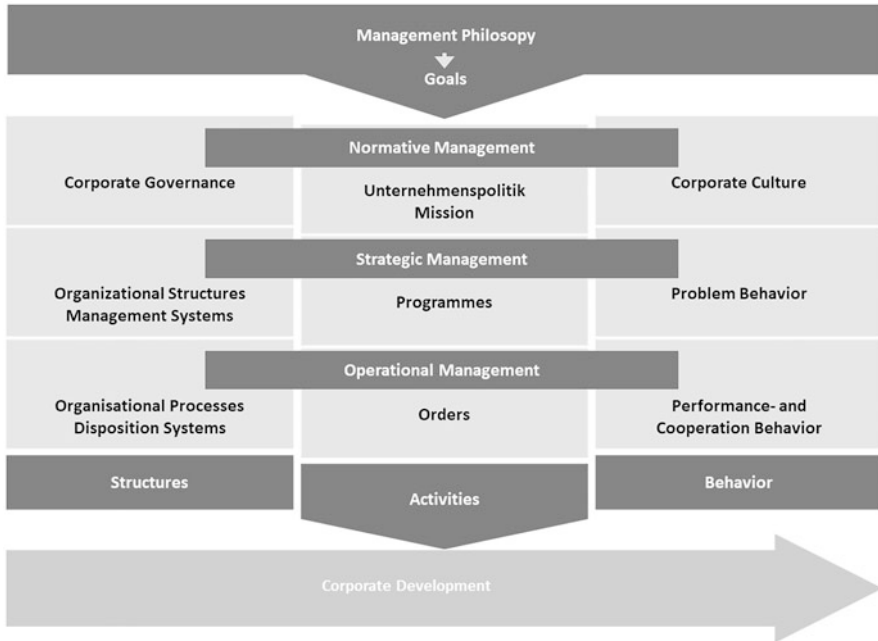 Management Philosopy
Goals
Normative Management
Corporate Governance
Unternehmenspolitik
Mission
Corporate Culture
Strategic Management
Organizational Structures
Management Systems
Programmes
Problem Behavior
Operational Management
Organisational Processes
Disposition Systems
Orders
Performance- and
Cooperation Behavior
Structures
Activities
Behavior
Corporate Development